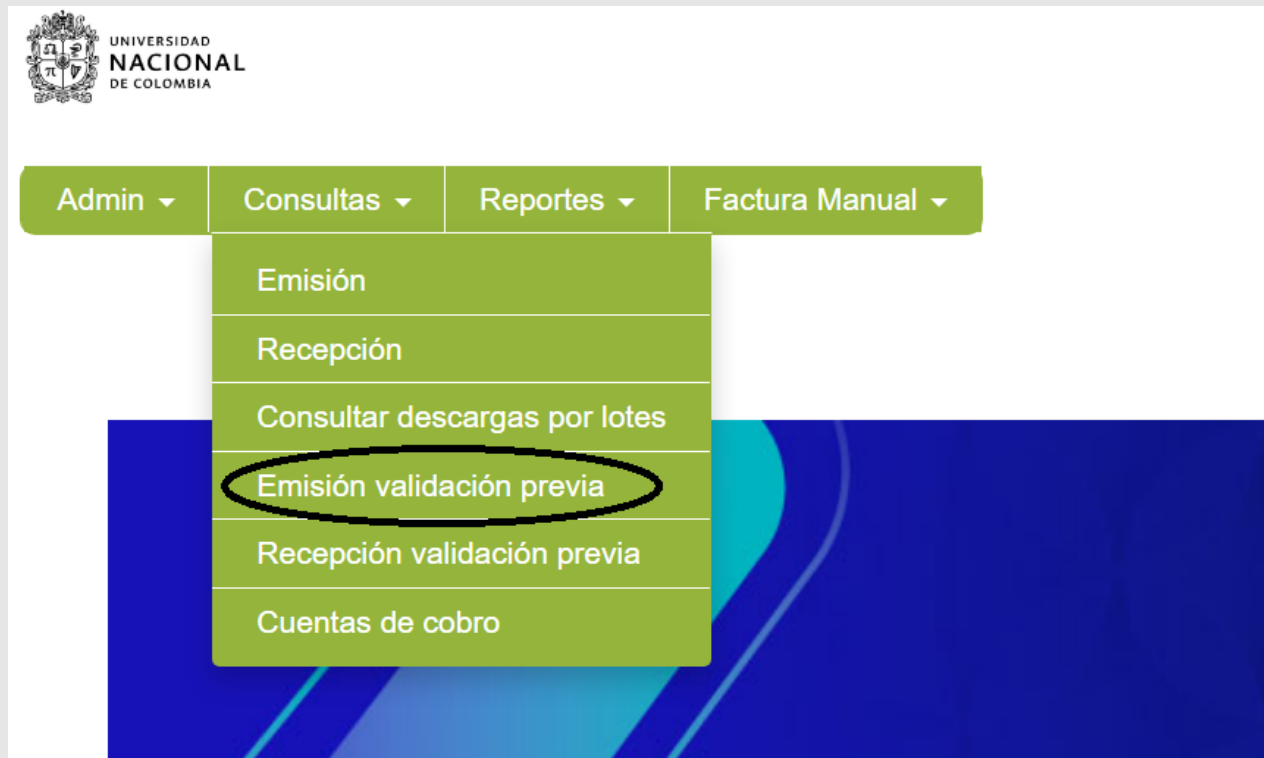 UNIVERSIDAD
NACIONAL
DE COLOMBIA
Admin Consultas Reportes Factura Manual
Emisión
Recepción
Consultar descargas por lotes
Emisión validación previa
Recepción validación previa
Cuentas de cobro